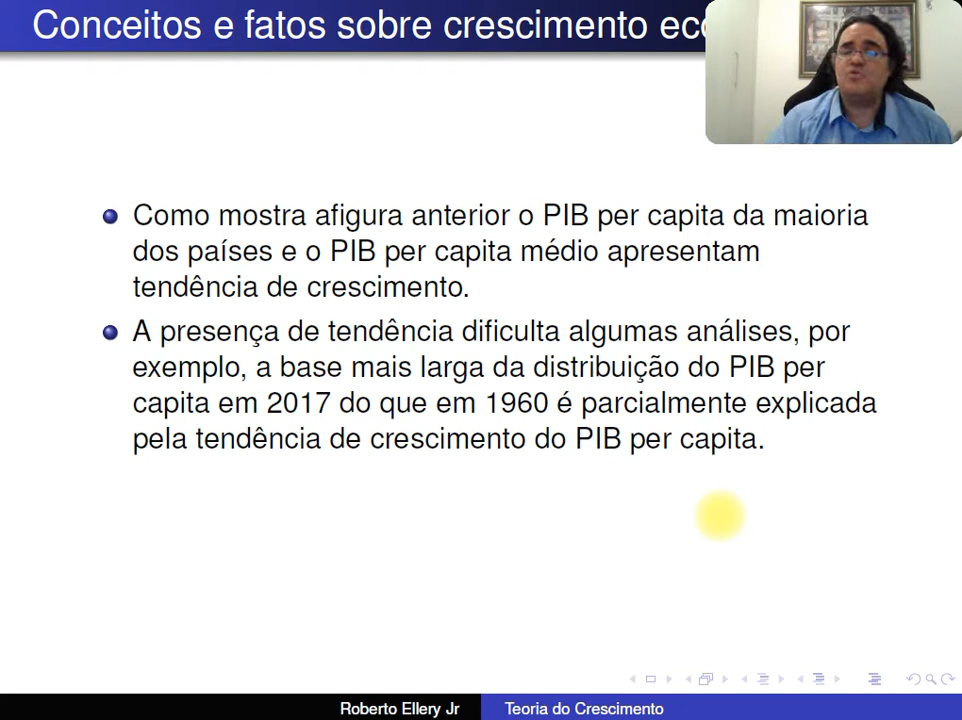 Conceitos e fatos sobre crescimento eco
Como mostra afigura anterior o PIB per capita da maioria
dos países e o PIB per capita médio apresentam
tendência de crescimento.
A presença de tendência dificulta algumas análises, por
exemplo, a base mais larga da distribuição do PIB per
capita em 2017 do que em 1960 é parcialmente explicada
pela tendência de crescimento do PIB per capita.
Roberto Ellery Jr
Teoria do Crescimento